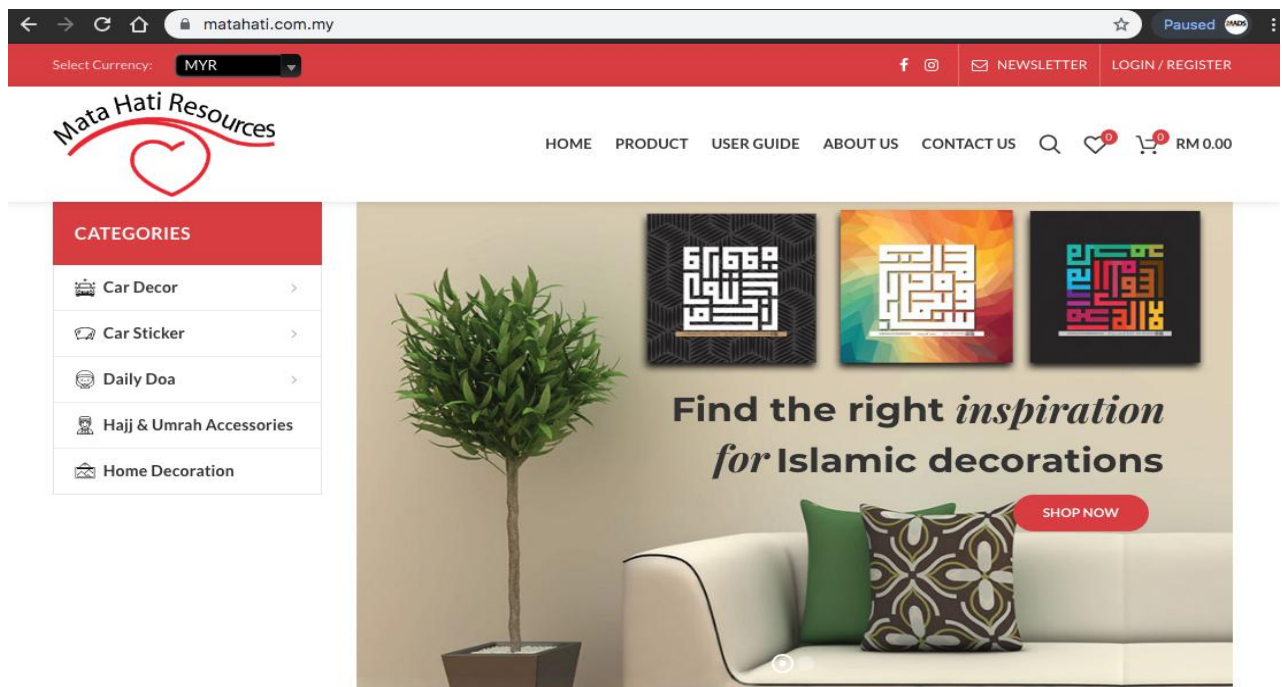 matahati.com.my
Paused
Select Currency: MYR
NEWSLETTER
LOGIN / REGISTER
Mata Hati Resources
HOME PRODUCT USER GUIDE ABOUT US CONTACT US 0 0 RM 0.00
CATEGORIES
Car Decor
Car Sticker
Daily Doa
Hajj & Umrah Accessories
Home Decoration
Find the right inspiration
for Islamic decorations
SHOP NOW